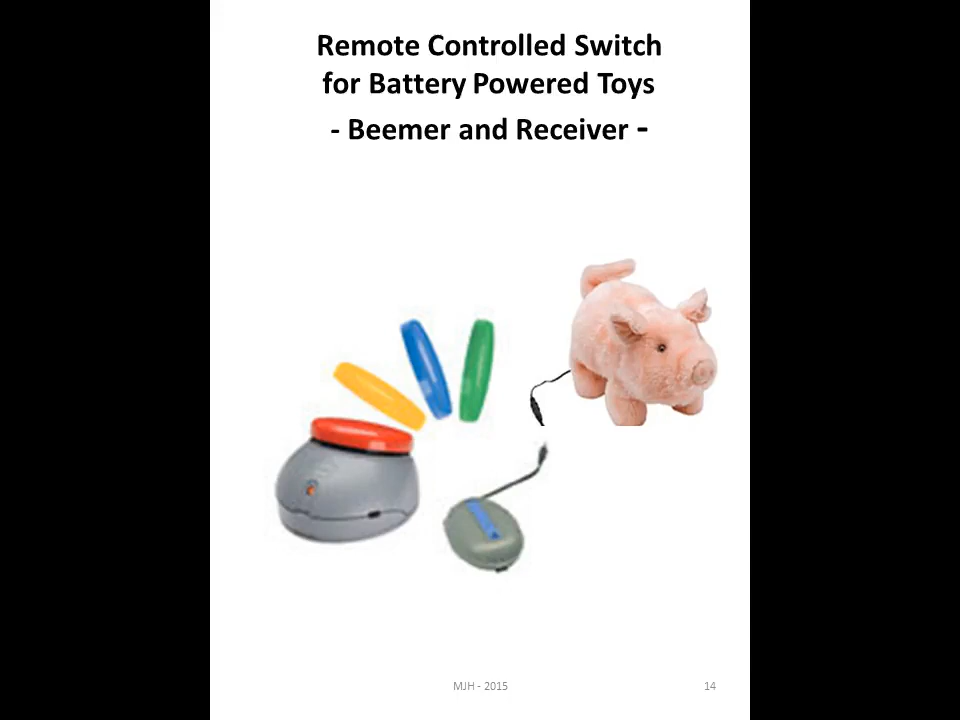 Remote Controlled Switch
for Battery Powered Toys
- Beemer and Receiver -
MJH - 2015
14